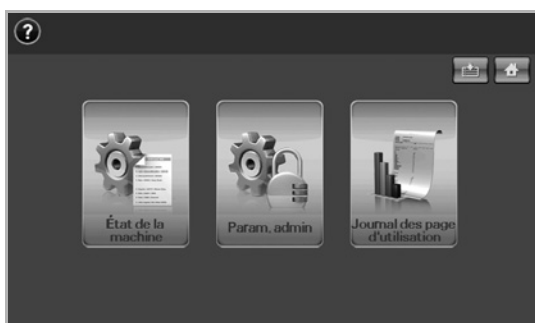 ?
État de la
machine
Param. admin
Journal des page
d'utilisation